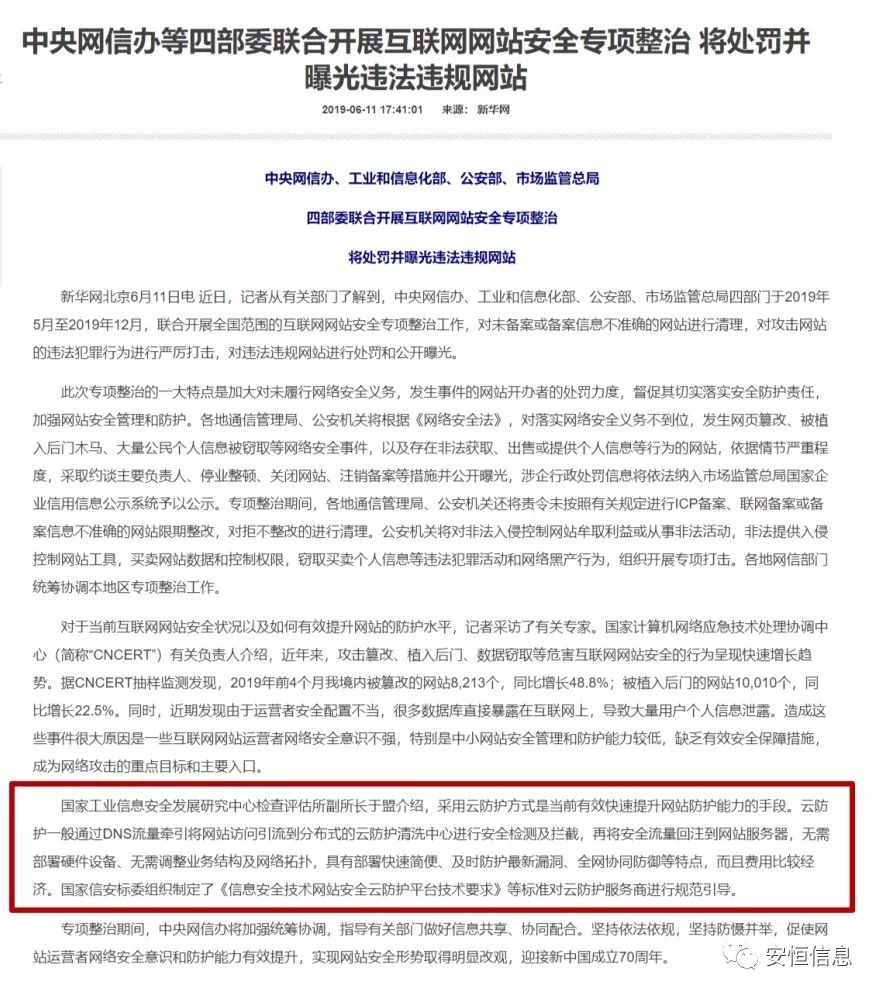 中央网信办等四部委联合开展互联网网站安全专项整治 将处罚并
曝光违法违规网站
2019-06-11 17:41:01 来源： 新华网
中央网信办、工业和信息化部、公安部、市场监管总局
四部委联合开展互联网网站安全专项整治
将处罚并曝光违法违规网站
新华网北京6月11日电 近日，记者从有关部门了解到，中央网信办、工业和信息化部、公安部、市场监管总局四部门于2019年
5月至2019年12月，联合开展全国范围的互联网网站安全专项整治工作，对未备案或备案信息不准确的网站进行清理，对攻击网站
的违法犯罪行为进行严厉打击，对违法违规网站进行处罚和公开曝光。
此次专项整治的一大特点是加大对未履行网络安全义务，发生事件的网站开办者的处罚力度，督促其切实落实安全防护责任，
加强网站安全管理和防护。各地通信管理局、公安机关将根据《网络安全法》，对落实网络安全义务不到位，发生网页篡改、被植
入后门木马、大量公民个人信息被窃取等网络安全事件，以及存在非法获取、出售或提供个人信息等行为的网站，依据情节严重程
度，采取约谈主要负责人、停业整顿、关闭网站、注销备案等措施并公开曝光，涉企行政处罚信息将依法纳入市场监管总局国家企
业信用信息公示系统予以公示。专项整治期间，各地通信管理局、公安机关还将责令未按照有关规定进行ICP备案、联网备案或备
案信息不准确的网站限期整改，对拒不整改的进行清理。公安机关将对非法入侵控制网站牟取利益或从事非法活动，非法提供入侵
控制网站工具，买卖网站数据和控制权限，窃取买卖个人信息等违法犯罪活动和网络黑产行为，组织开展专项打击。各地网信部门
统筹协调本地区专项整治工作。
对于当前互联网网站安全状况以及如何有效提升网站的防护水平，记者采访了有关专家。国家计算机网络应急技术处理协调中
心（简称“CNCERT”）有关负责人介绍，近年来，攻击篡改、植入后门、数据窃取等危害互联网网站安全的行为呈现快速增长趋
势。据CNCERT抽样监测发现，2019年前4个月我境内被篡改的网站8,213个，同比增长48.8%；被植入后门的网站10,010个，同
比增长22.5%。同时，近期发现由于运营者安全配置不当，很多数据库直接暴露在互联网上，导致大量用户个人信息泄露。造成这
些事件很大原因是一些互联网网站运营者网络安全意识不强，特别是中小网站安全管理和防护能力较低，缺乏有效安全保障措施，
成为网络攻击的重点目标和主要入口。
国家工业信息安全发展研究中心检查评估所副所长于盟介绍，采用云防护方式是当前有效快速提升网站防护能力的手段。云防
护一般通过DNS流量牵引将网站访问引流到分布式的云防护清洗中心进行安全检测及拦截，再将安全流量回注到网站服务器，无需
部署硬件设备、无需调整业务结构及网络拓扑，具有部署快速简便、及时防护最新漏洞、全网协同防御等特点，而且费用比较经
济。国家信安标委组织制定了《信息安全技术网站安全云防护平台技术要求》等标准对云防护服务商进行规范引导。
专项整治期间，中央网信办将加强统筹协调，指导有关部门做好信息共享、协同配合。坚持依法依规，坚持防慑并举，促使网
站运营者网络安全意识和防护能力有效提升，实现网站安全形势取得明显改观，迎接新中国成立70周年。
安恒信息